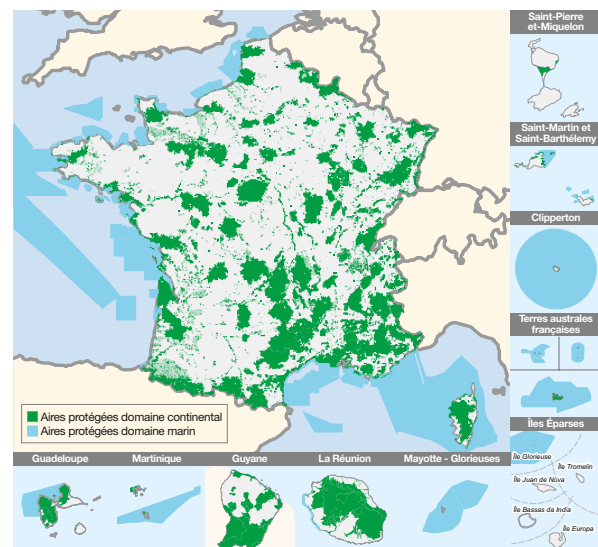 Saint-Pierre
et-Miquelon
Saint-Martin et
Saint-Barthélemy
Clipperton
Terres australes
françaises
Îles Éparses
Île Glorieuse
Île Tromelin
Île Juan de Nova
Île Bassas da India
Île Europa
Aires protégées domaine continental
Aires protégées domaine marin
Guadeloupe
Martinique
Guyane
La Réunion
Mayotte - Glorieuses